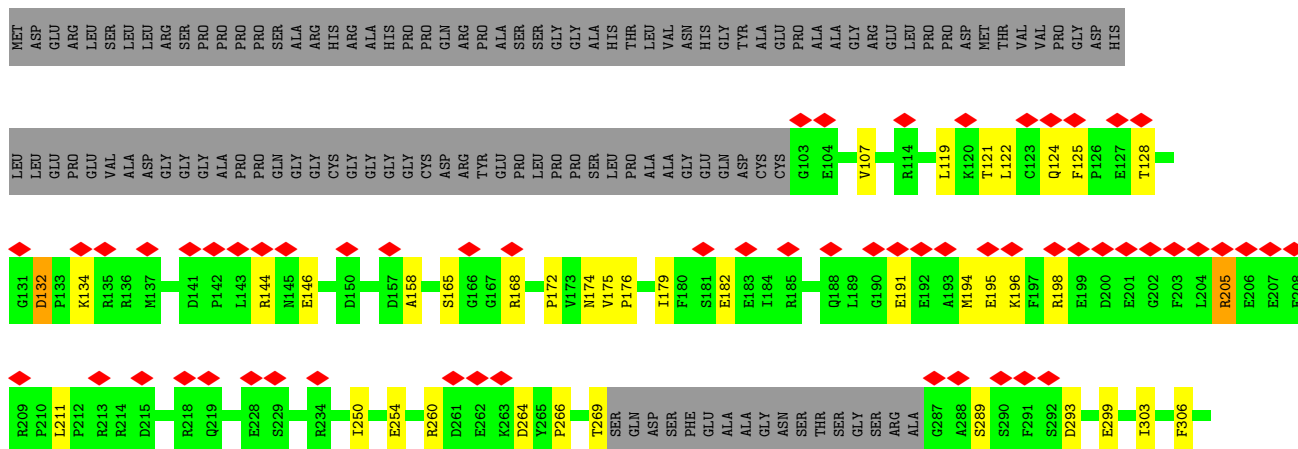 MET ASP GLU ARG LEU SER LEU LEU ARG SER PRO PRO PRO PRO SER ALA ARG HIS ARG ALA HIS PRO PRO GLN ARG PRO ALA SER SER GLY GLY ALA HIS THR LEU VAL ASN HIS GLY TYR ALA GLU PRO ALA ALA GLY ARG GLU LEU PRO PRO ASP MET THR VAL VAL PRO GLY ASP HIS
LEU LEU GLU PRO GLU VAL ALA ASP GLY GLY GLY ALA PRO PRO GLN GLY GLY CYS GLY GLY GLY GLY CYS ASP ARG TYR GLU PRO LEU PRO PRO SER LEU PRO ALA ALA GLY GLU GLN ASP CYS CYS G103 E104 V107 R114 L119 K120 T121 L122 C123 Q124 F125 P126 E127 T128
G131 D132 P133 K134 R135 R136 M137 D141 P142 L143 R144 N145 E146 D150 D157 A158 S165 G166 G167 R168 P172 V173 N174 V175 P176 I179 F180 S181 E182 E183 I184 R185 Q188 L189 G190 E191 E192 A193 M194 E195 K196 F197 R198 E199 D200 E201 G202 F203 L204 R205 E206 E207 E208
R209 P210 L211 P212 R213 R214 D215 R218 Q219 E228 S229 R234 I250 E254 R260 D261 E262 K263 D264 Y265 P266 T269 SER GLN ASP SER PHE GLU ALA ALA GLY ASN SER THR SER GLY SER ARG ALA G287 A288 S289 S290 F291 S292 D293 E299 I303 F306